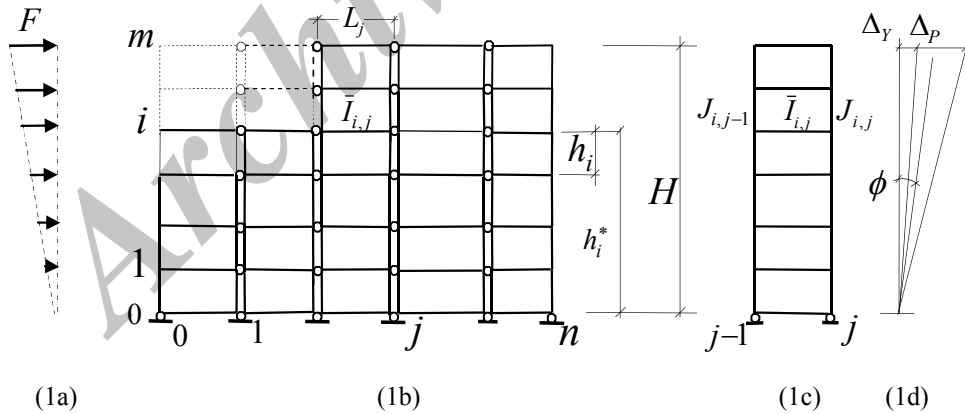 F
m
i
1
0
0 1 j n
L_j
Ī_{i,j}
h_i
h_i^*
H
J_{i,j-1} Ī_{i,j} J_{i,j}
j-1 j
Δ_Y Δ_P
ϕ
(1a) (1b) (1c) (1d)